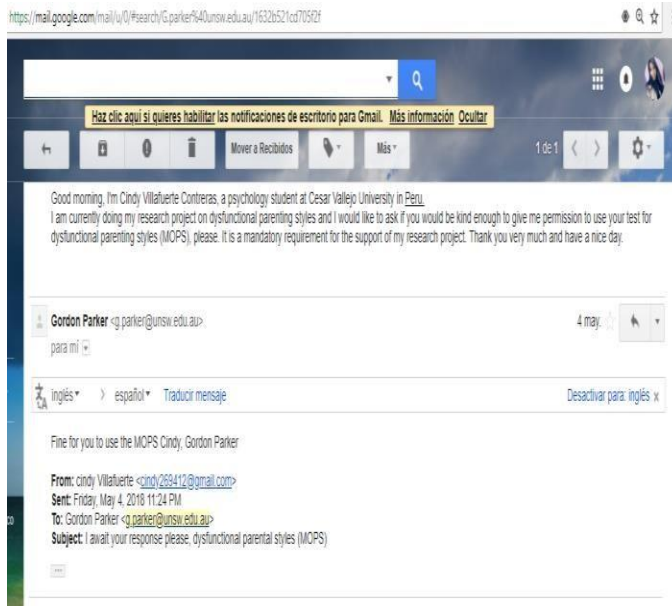 https://mail.google.com/mail/u/0/#search/G.parker%40unsw.edu.au/1632b521cd705f2f
Haz clic aquí si quieres habilitar las notificaciones de escritorio para Gmail. Más información Ocultar
Mover a Recibidos
Más
1 de 1
Good morning, I'm Cindy Villafuerte Contreras, a psychology student at Cesar Vallejo University in Peru.
I am currently doing my research project on dysfunctional parenting styles and I would like to ask if you would be kind enough to give me permission to use your test for
dysfunctional parenting styles (MOPS), please. It is a mandatory requirement for the support of my research project. Thank you very much and have a nice day.
Gordon Parker <g.parker@unsw.edu.au>
4 may.
para mí
inglés > español Traducir mensaje
Desactivar para: inglés x
Fine for you to use the MOPS Cindy, Gordon Parker
From: cindy Villafuerte <cindy269412@gmail.com>
Sent: Friday, May 4, 2018 11:24 PM
To: Gordon Parker <g.parker@unsw.edu.au>
Subject: I await your response please, dysfunctional parental styles (MOPS)